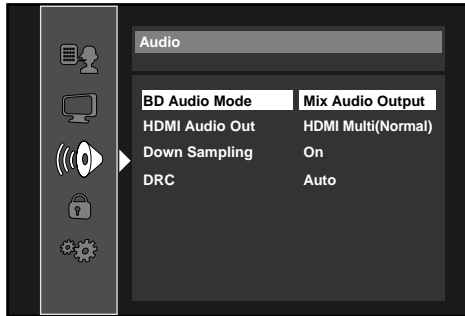 Audio
BD Audio Mode Mix Audio Output
HDMI Audio Out HDMI Multi(Normal)
Down Sampling On
DRC Auto